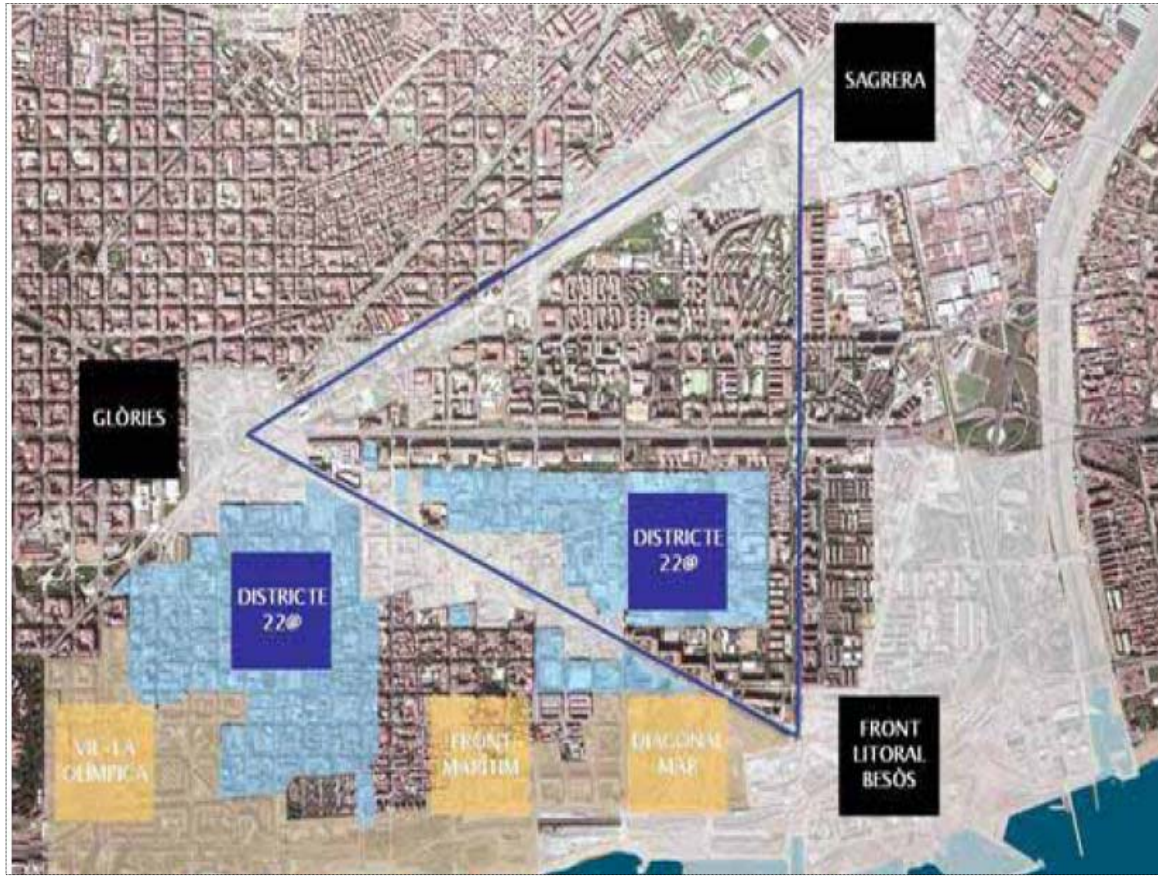 SAGRERA
GLÒRIES
DISTRICTE
22@
DISTRICTE
22@
VIL·LA
OLÍMPICA
FRONT
MARÍTIM
DIAGONAL
MAR
FRONT
LITORAL
BESÒS